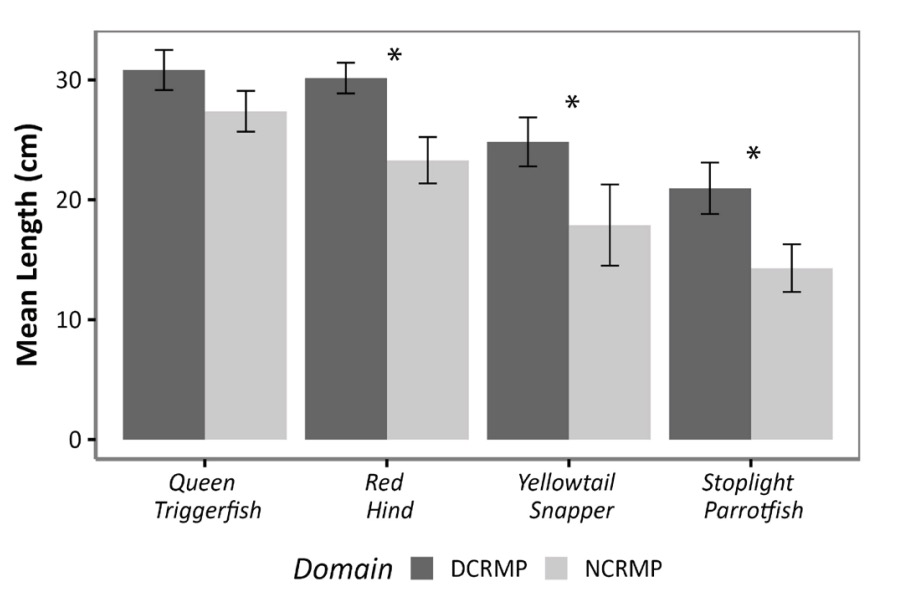 Mean Length (cm)
30
20
10
0
*
*
*
Queen
Triggerfish
Red
Hind
Yellowtail
Snapper
Stoplight
Parrotfish
Domain DCRMP NCRMP